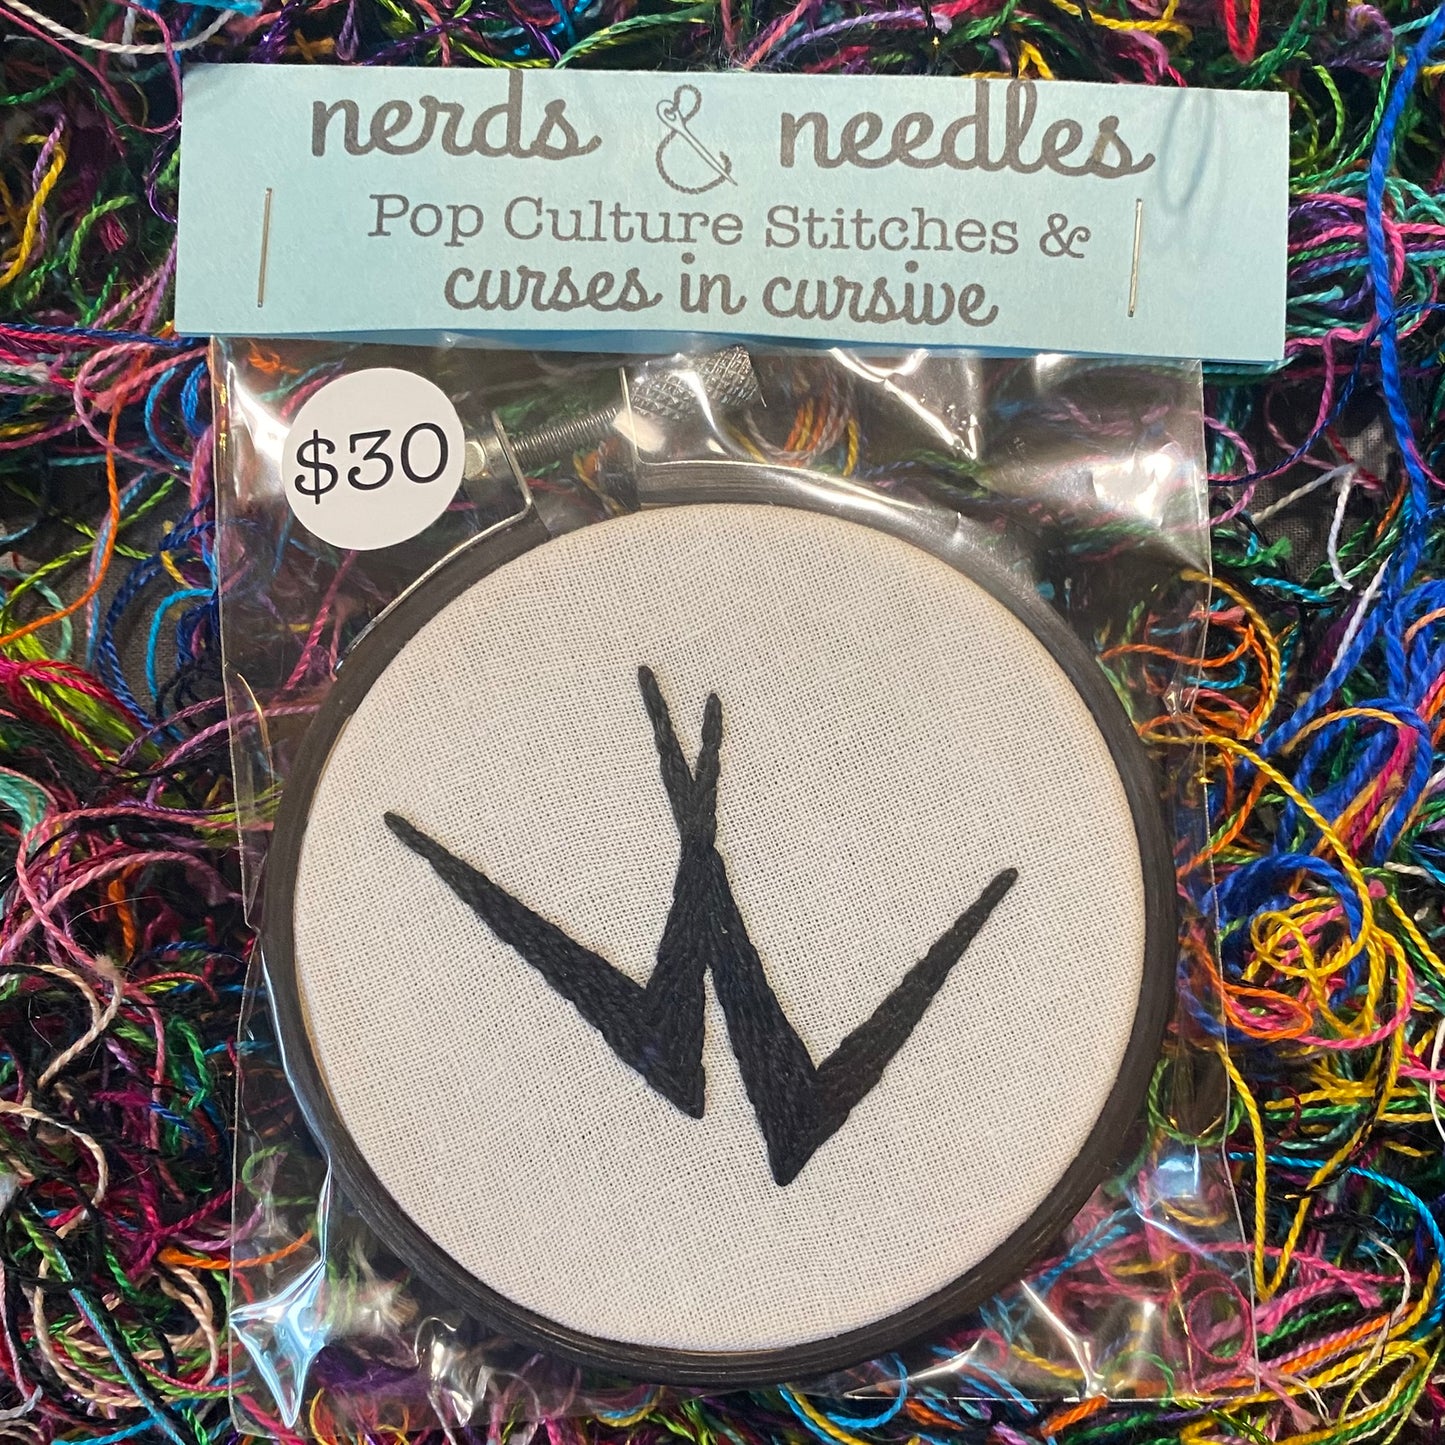 nerds & needles
Pop Culture Stitches &
curses in cursive
$30
W